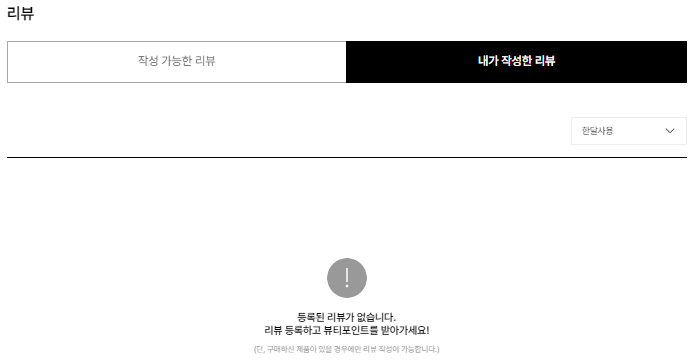 리뷰
작성 가능한 리뷰
내가 작성한 리뷰
한달사용
등록된 리뷰가 없습니다.
리뷰 등록하고 뷰티포인트를 받아가세요!
(단, 구매하신 제품이 있을 경우에만 리뷰 작성이 가능합니다.)